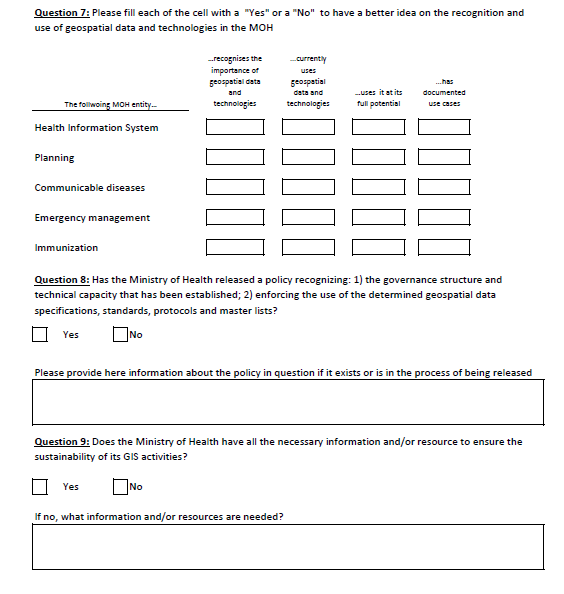 Question 7: Please fill each of the cell with a "Yes" or a "No" to have a better idea on the recognition and
use of geospatial data and technologies in the MOH
The follwoing MOH entity...
...recognises the
importance of
geospatial data
and
technologies
...currently
uses
geospatial
data and
technologies
...uses it at its
full potential
...has
documented
use cases
Health Information System
Planning
Communicable diseases
Emergency management
Immunization
Question 8: Has the Ministry of Health released a policy recognizing: 1) the governance structure and
technical capacity that has been established; 2) enforcing the use of the determined geospatial data
specifications, standards, protocols and master lists?
Yes No
Please provide here information about the policy in question if it exists or is in the process of being released
Question 9: Does the Ministry of Health have all the necessary information and/or resource to ensure the
sustainability of its GIS activities?
Yes No
If no, what information and/or resources are needed?